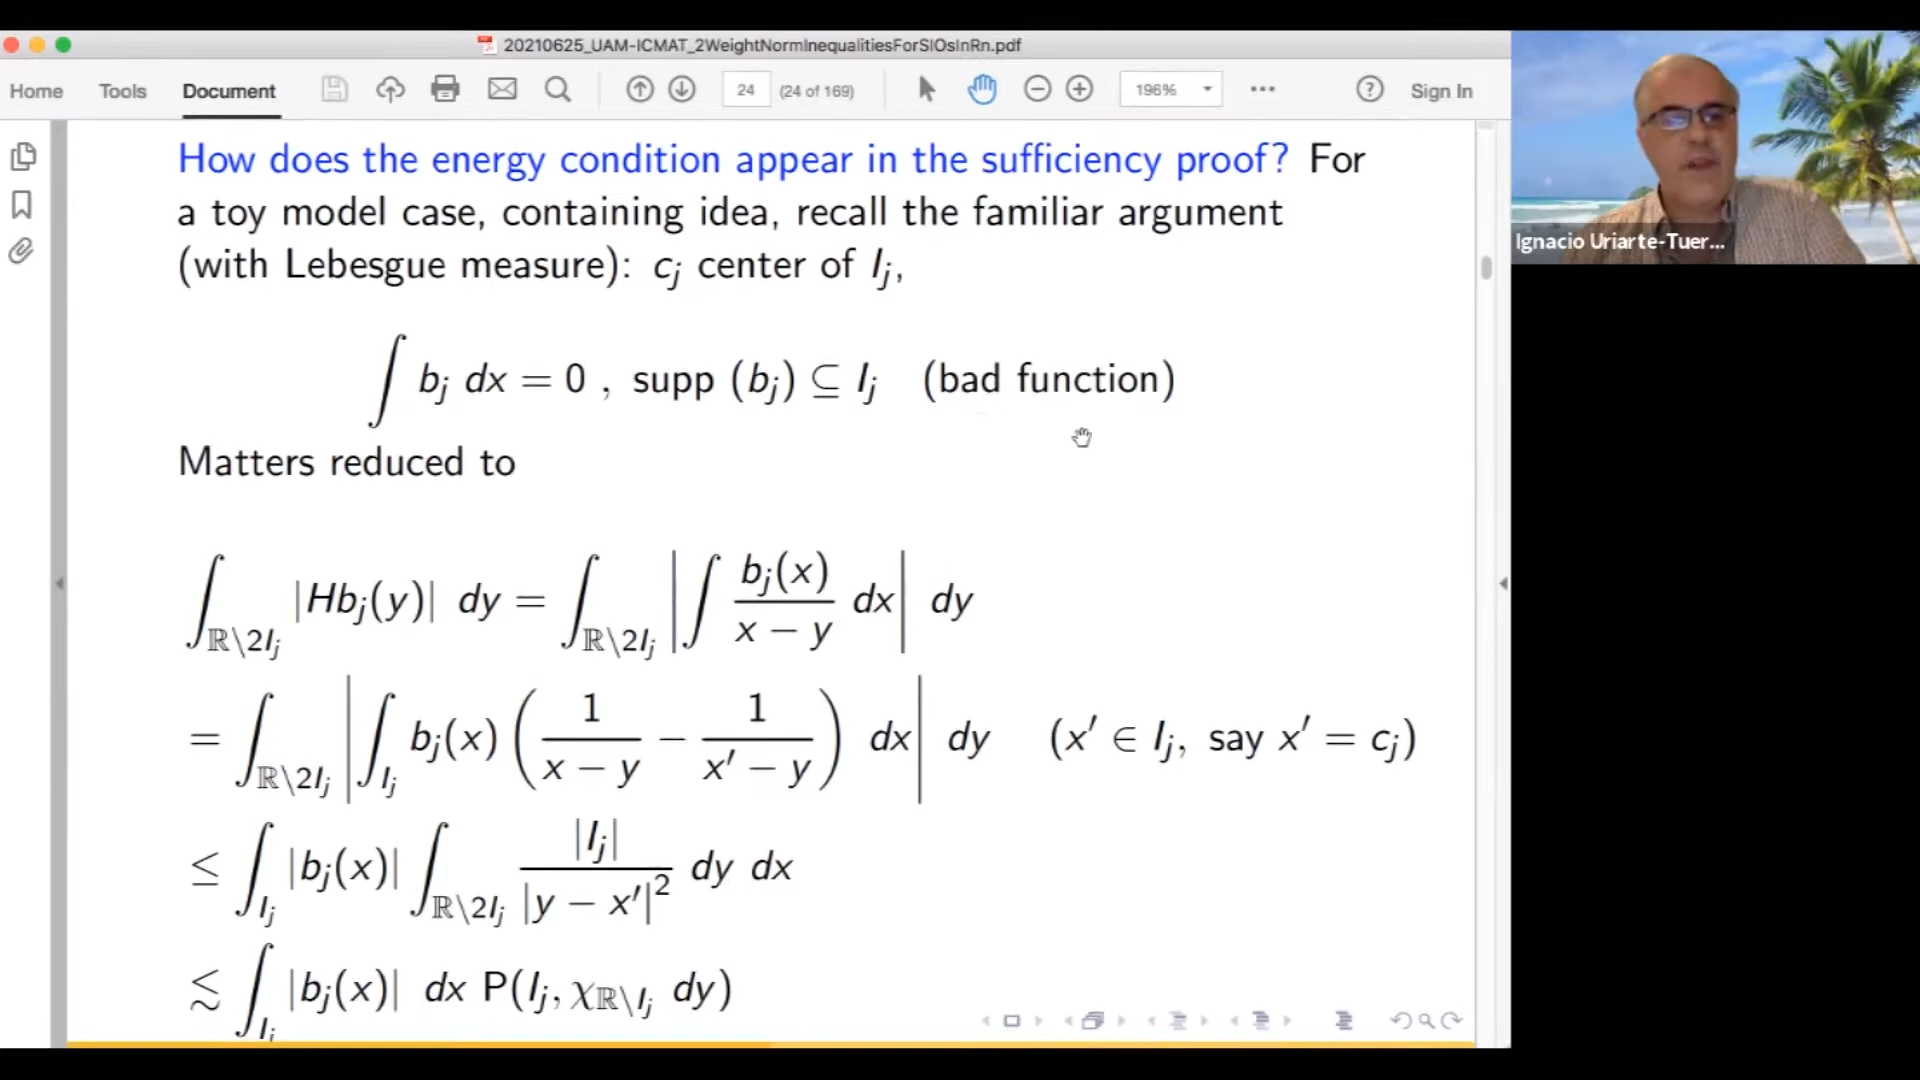 20210625_UAM-ICMAT_2WeightNormInequalitiesForSIOsInRn.pdf
Home Tools Document 24 (24 of 169) 196% Sign In
How does the energy condition appear in the sufficiency proof? For
a toy model case, containing idea, recall the familiar argument
(with Lebesgue measure): c_j center of I_j,
∫ b_j dx = 0 , supp (b_j) ⊆ I_j (bad function)
Matters reduced to
∫_{ℝ\2I_j} |Hb_j(y)| dy = ∫_{ℝ\2I_j} |∫ b_j(x)/(x − y) dx| dy
= ∫_{ℝ\2I_j} |∫_{I_j} b_j(x) (1/(x − y) − 1/(x′ − y)) dx| dy (x′ ∈ I_j, say x′ = c_j)
≤ ∫_{I_j} |b_j(x)| ∫_{ℝ\2I_j} |I_j|/|y − x′|² dy dx
≲ ∫_{I_j} |b_j(x)| dx P(I_j, χ_{ℝ\I_j} dy)
Ignacio Uriarte-Tuer...